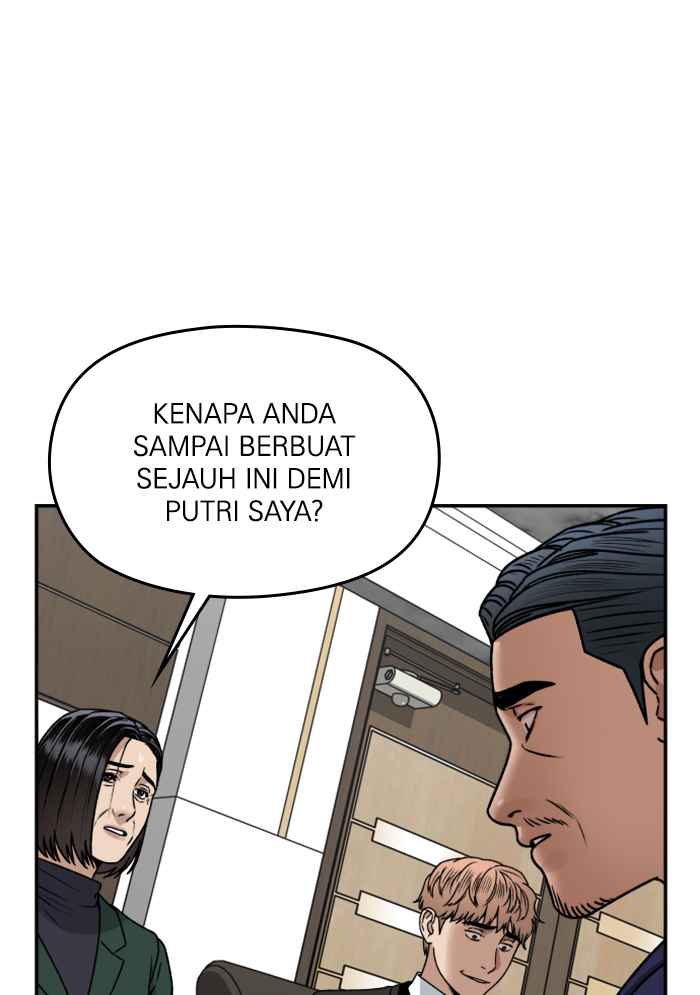 KENAPA ANDA
SAMPAI BERBUAT
SEJAUH INI DEMI
PUTRI SAYA?